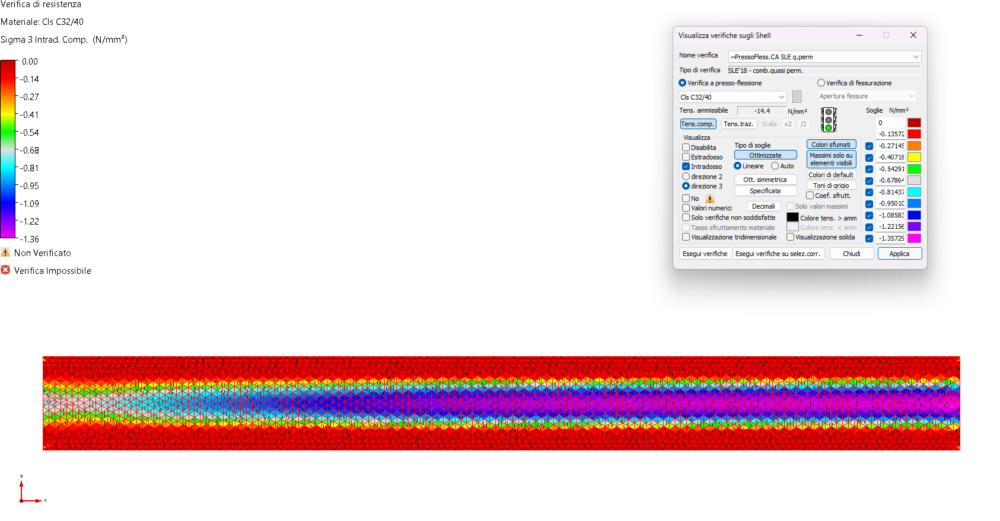 Verifica di resistenza
Materiale: Cls C32/40
Sigma 3 Intrad. Comp. (N/mm²)
0.00
-0.14
-0.27
-0.41
-0.54
-0.68
-0.81
-0.95
-1.09
-1.22
-1.36
Non Verificato
Verifica Impossibile
Visualizza verifiche sugli Shell
Nome verifica ~PressoFless.CA SLE q.perm
Tipo di verifica SLE'18 - comb.quasi perm.
Verifica a presso-flessione Verifica di fessurazione
Cls C32/40 Apertura fessure
Tens. ammissibile -14.4 N/mm² Soglie N/mm²
Tens.comp. Tens.traz. Scala x2 /2
Visualizza
Disabilita
Estradosso
Intradosso
direzione 2
direzione 3
No
Valori numerici
Solo verifiche non soddisfatte
Tasso sfruttamento materiale
Visualizzazione tridimensionale
Tipo di soglie
Ottimizzate
Lineare Auto
Ott. simmetrica
Specificate
Decimali
Colori sfumati
Massimi solo su
elementi visibili
Colori di default
Toni di grigio
Coef. sfrutt.
Solo valori massimi
Colore tens. > amm
Colore tens. < amm
Visualizzazione solida
0
-0.13572
-0.27145
-0.40718
-0.54291
-0.67864
-0.81437
-0.95010
-1.08583
-1.22156
-1.35729
Esegui verifiche Esegui verifiche su selez.corr. Chiudi Applica
y
x